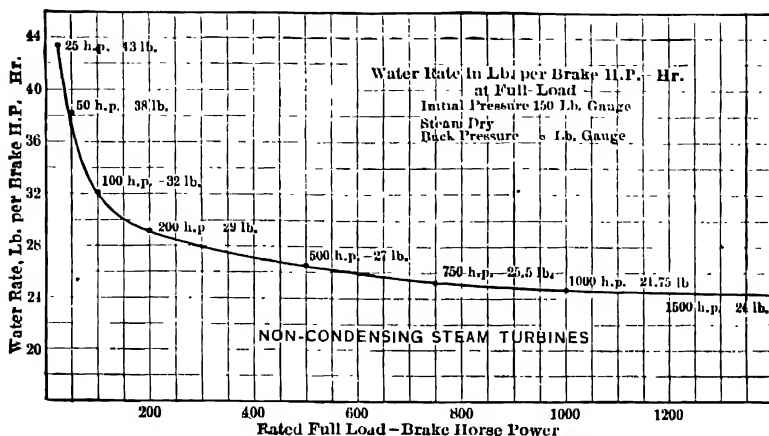 44
40
36
32
28
24
20
Water Rate, Lb. per Brake H.P. Hr.
25 h.p. 43 lb.
50 h.p. 38 lb.
100 h.p. -32 lb.
200 h.p 29 lb.
500 h.p. -27 lb.
750 h.p. -25.5 lb.
1000 h.p. -24.75 lb
1500 h.p. 24 lb.
Water Rate in Lb. per Brake H.P. Hr.
at Full-Load
Initial Pressure 150 Lb. Gauge
Steam Dry
Back Pressure o Lb. Gauge
NON-CONDENSING STEAM TURBINES
200
400
600
800
1000
1200
Rated Full Load-Brake Horse Power